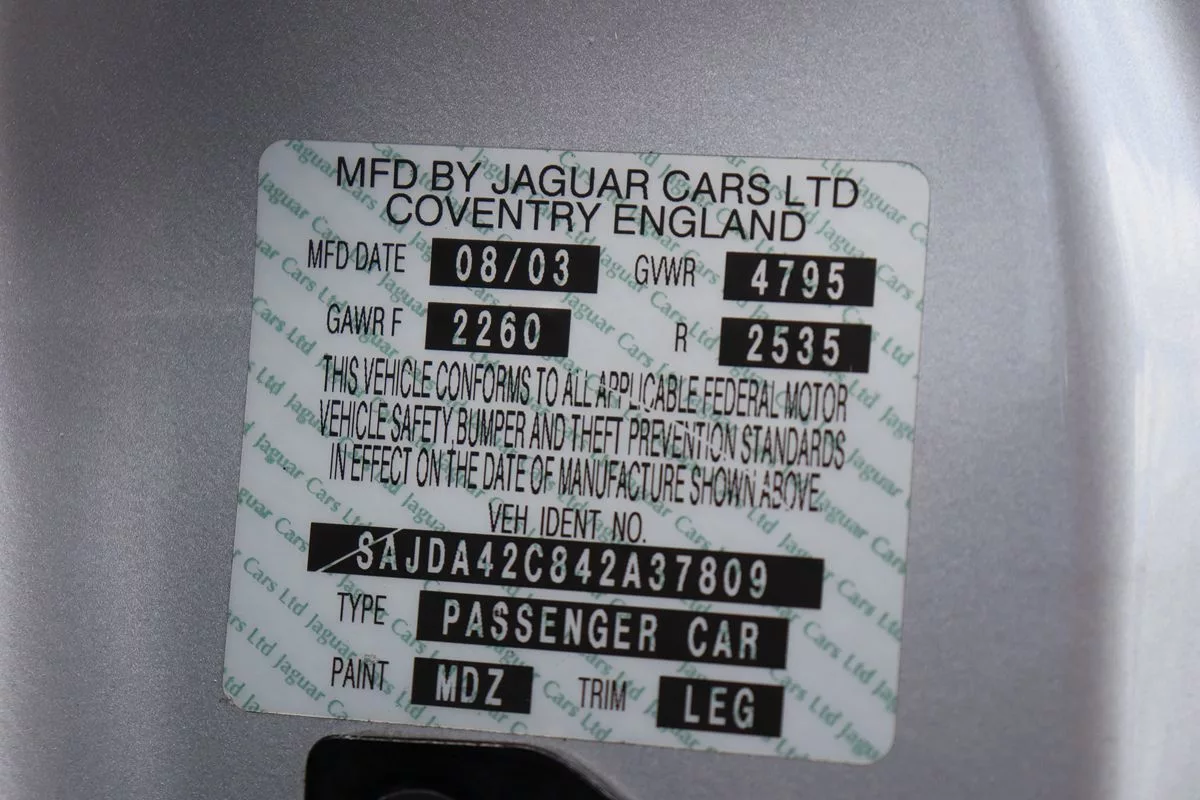 MFD BY JAGUAR CARS LTD
COVENTRY ENGLAND
MFD DATE 08/03 GVWR 4795
GAWR F 2260 R 2535
THIS VEHICLE CONFORMS TO ALL APPLICABLE FEDERAL MOTOR
VEHICLE SAFETY, BUMPER AND THEFT PREVENTION STANDARDS
IN EFFECT ON THE DATE OF MANUFACTURE SHOWN ABOVE.
VEH. IDENT. NO.
SAJDA42C842A37809
TYPE PASSENGER CAR
PAINT MDZ TRIM LEG